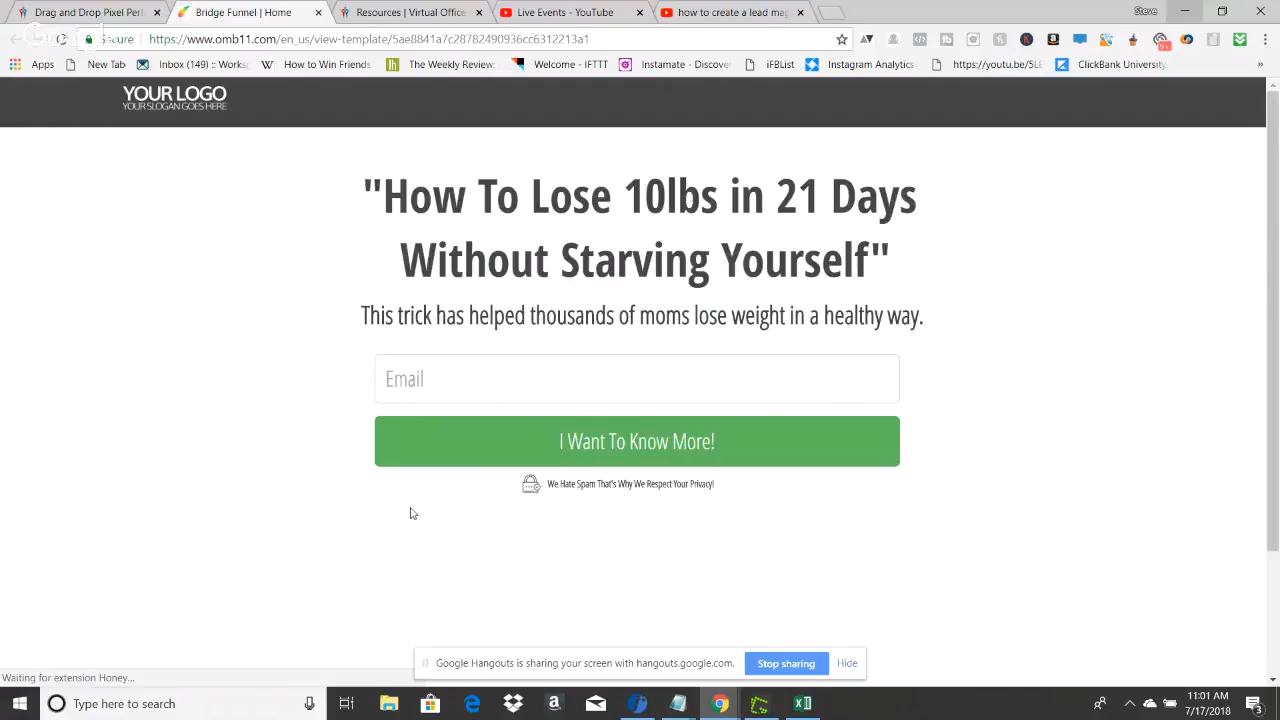 Drag and Drop Pixel Perf
Bridge Funnel | Home
Resources | Virtual Office
Live Events - YouTube
how to create a lead mag
Steve
Secure
https://www.omb11.com/en_us/view-template/5ae8841a7c28782490936cc6312213a1
9+
Apps
New Tab
Inbox (149) :: Works
How to Win Friends
The Weekly Review:
Welcome - IFTTT
Instamate - Discover
iFBList
Instagram Analytics
https://youtu.be/5LE
ClickBank University
YOUR LOGO
YOUR SLOGAN GOES HERE
"How To Lose 10lbs in 21 Days
Without Starving Yourself"
This trick has helped thousands of moms lose weight in a healthy way.
Email
I Want To Know More!
We Hate Spam That's Why We Respect Your Privacy!
Google Hangouts is sharing your screen with hangouts.google.com.
Stop sharing
Hide
Waiting for extension Honey...
Type here to search
11:01 AM
7/17/2018
3